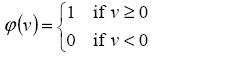 φ(v) = { 1 if v ≥ 0
0 if v < 0